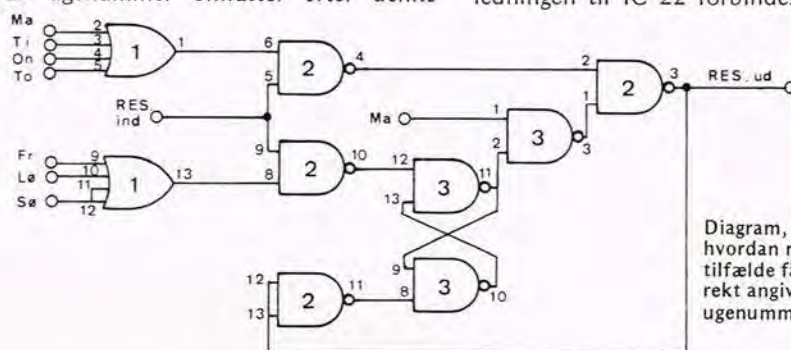 ledningen til IC 22 forbindes
Ma
Ti
On
To
2
3
4
5
1
1
6
5
2
4
2
1
2
3
RES. ud
RES.
ind
Ma
1
2
3
3
Fr
Lø
Sø
9
10
11
12
1
13
9
8
2
10
12
13
3
11
9
8
3
10
12
13
2
11
Diagram,
hvordan
tilfælde
rekt angiv
ugenumm